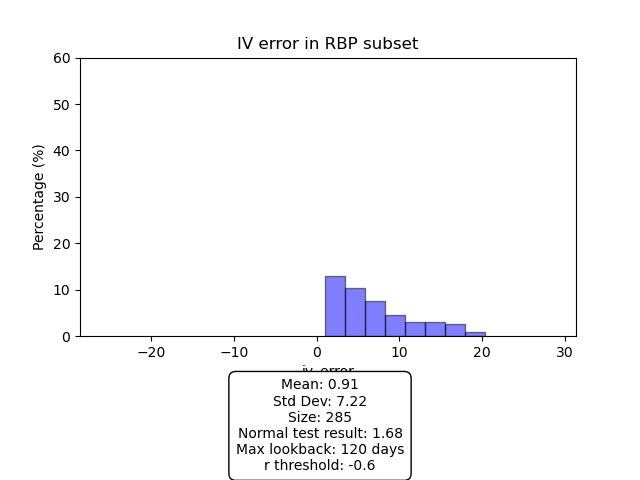 IV error in RBP subset
60
50
40
30
20
10
0
Percentage (%)
−20
−10
0
10
20
30
iv_error
Mean: 0.91
Std Dev: 7.22
Size: 285
Normal test result: 1.68
Max lookback: 120 days
r threshold: -0.6